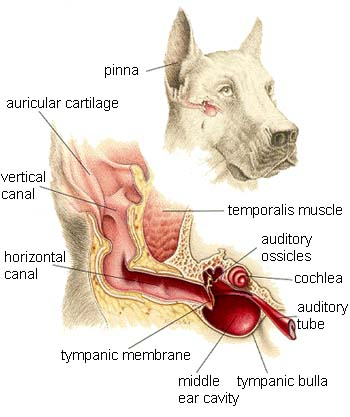 pinna
auricular cartilage
vertical
canal
temporalis muscle
auditory
ossicles
horizontal
canal
cochlea
auditory
tube
tympanic membrane
middle
ear cavity
tympanic bulla